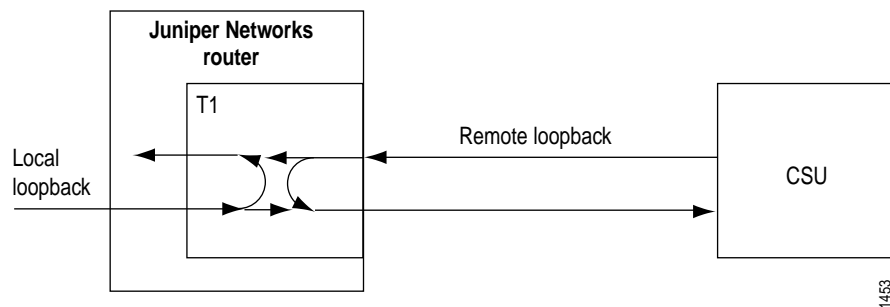 Juniper Networks
router
T1
Local
loopback
Remote loopback
CSU
1453